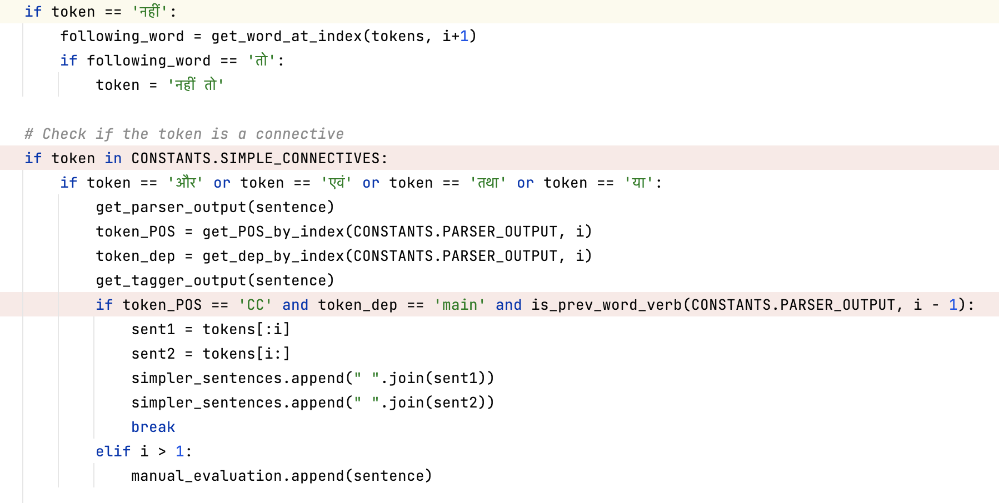 if token == 'नहीं':
following_word = get_word_at_index(tokens, i+1)
if following_word == 'तो':
token = 'नहीं तो'
# Check if the token is a connective
if token in CONSTANTS.SIMPLE_CONNECTIVES:
if token == 'और' or token == 'एवं' or token == 'तथा' or token == 'या':
get_parser_output(sentence)
token_POS = get_POS_by_index(CONSTANTS.PARSER_OUTPUT, i)
token_dep = get_dep_by_index(CONSTANTS.PARSER_OUTPUT, i)
get_tagger_output(sentence)
if token_POS == 'CC' and token_dep == 'main' and is_prev_word_verb(CONSTANTS.PARSER_OUTPUT, i - 1):
sent1 = tokens[:i]
sent2 = tokens[i:]
simpler_sentences.append(" ".join(sent1))
simpler_sentences.append(" ".join(sent2))
break
elif i > 1:
manual_evaluation.append(sentence)